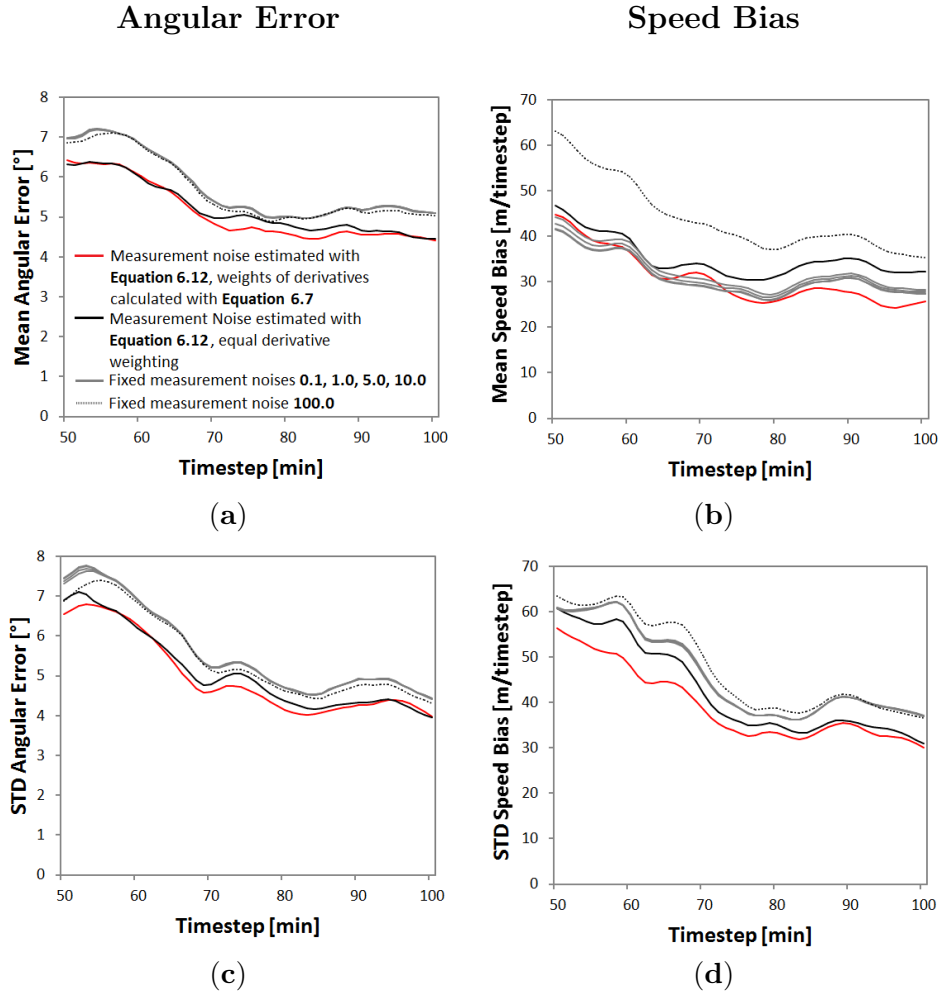 Angular Error
Speed Bias
Mean Angular Error [°]
8
7
6
5
4
3
2
1
0
Measurement noise estimated with
Equation 6.12, weights of derivatives
calculated with Equation 6.7
Measurement Noise estimated with
Equation 6.12, equal derivative
weighting
Fixed measurement noises 0.1, 1.0, 5.0, 10.0
Fixed measurement noise 100.0
50 60 70 80 90 100
Timestep [min]
(a)
Mean Speed Bias [m/timestep]
70
60
50
40
30
20
10
0
50 60 70 80 90 100
Timestep [min]
(b)
STD Angular Error [°]
8
7
6
5
4
3
2
1
0
50 60 70 80 90 100
Timestep [min]
(c)
STD Speed Bias [m/timestep]
70
60
50
40
30
20
10
0
50 60 70 80 90 100
Timestep [min]
(d)